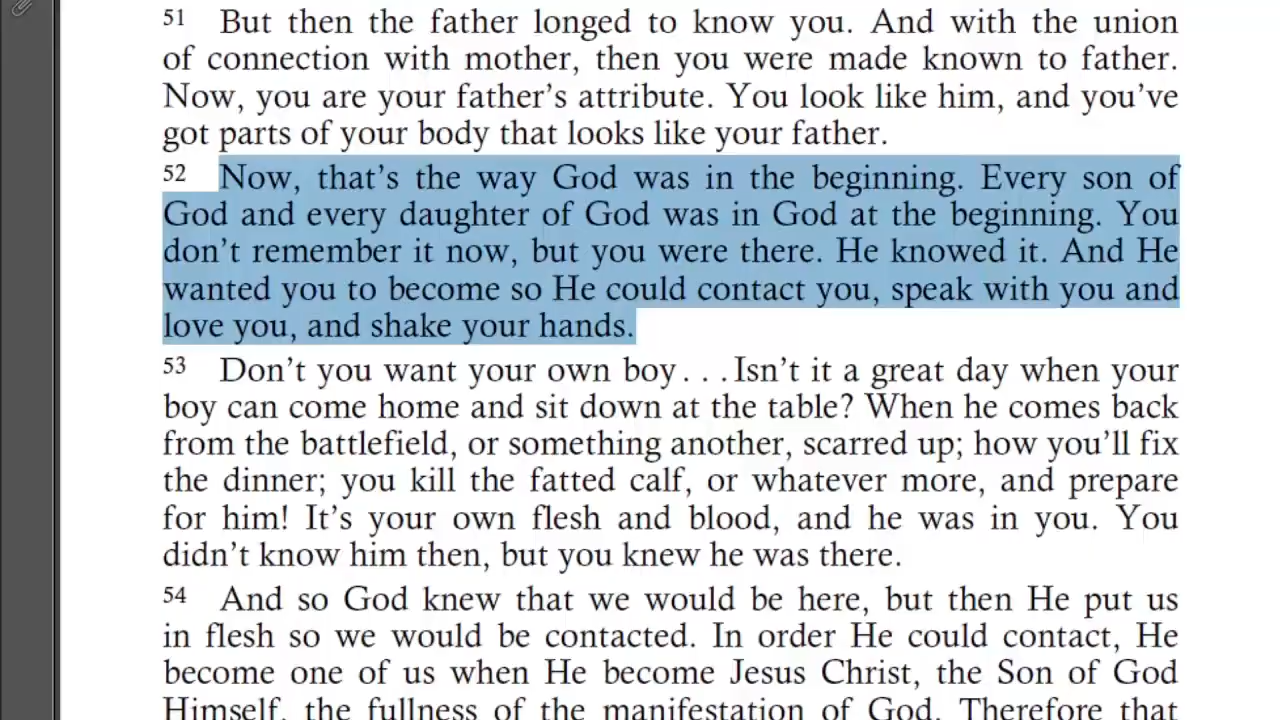 51 But then the father longed to know you. And with the union
of connection with mother, then you were made known to father.
Now, you are your father's attribute. You look like him, and you've
got parts of your body that looks like your father.
52 Now, that's the way God was in the beginning. Every son of
God and every daughter of God was in God at the beginning. You
don't remember it now, but you were there. He knowed it. And He
wanted you to become so He could contact you, speak with you and
love you, and shake your hands.
53 Don't you want your own boy...Isn't it a great day when your
boy can come home and sit down at the table? When he comes back
from the battlefield, or something another, scarred up; how you'll fix
the dinner; you kill the fatted calf, or whatever more, and prepare
for him! It's your own flesh and blood, and he was in you. You
didn't know him then, but you knew he was there.
54 And so God knew that we would be here, but then He put us
in flesh so we would be contacted. In order He could contact, He
become one of us when He become Jesus Christ, the Son of God
Himself, the fullness of the manifestation of God. Therefore that